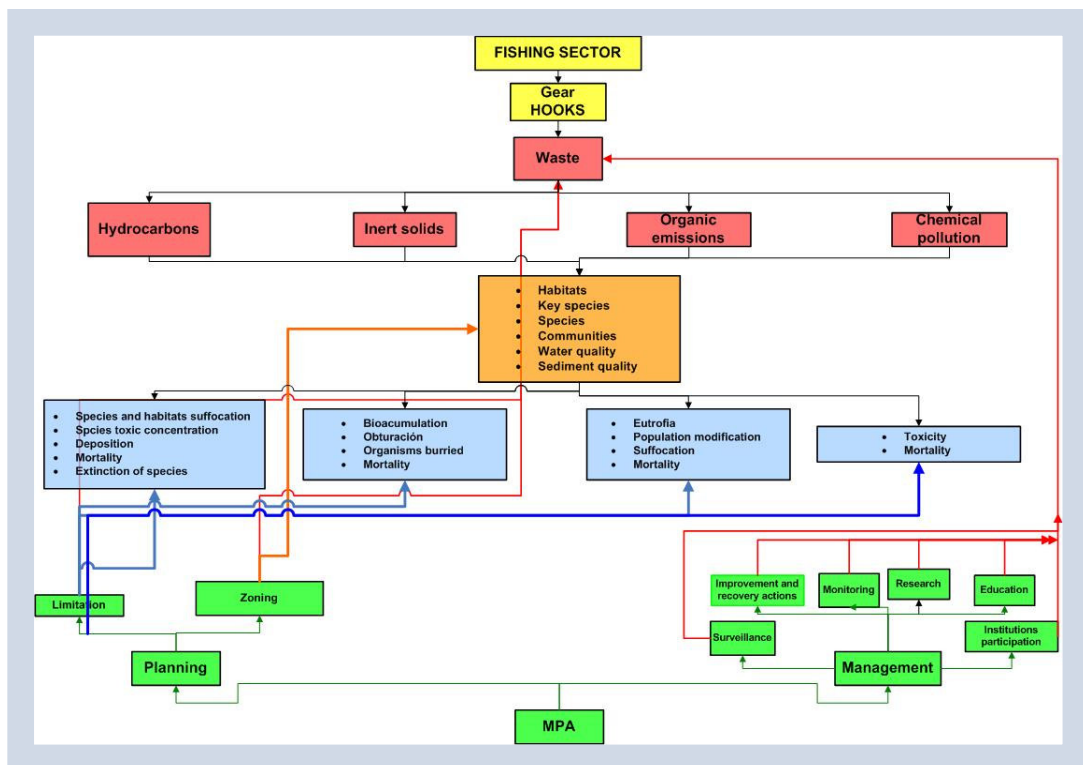 FISHING SECTOR
Gear
HOOKS
Waste
Hydrocarbons
Inert solids
Organic
emissions
Chemical
pollution
• Habitats
• Key species
• Species
• Communities
• Water quality
• Sediment quality
• Species and habitats suffocation
• Spcies toxic concentration
• Deposition
• Mortality
• Extinction of species
• Bioacumulation
• Obturación
• Organisms burried
• Mortality
• Eutrofia
• Population modification
• Suffocation
• Mortality
• Toxicity
• Mortality
Limitation
Zoning
Improvement and
recovery actions
Monitoring
Research
Education
Surveillance
Institutions
participation
Planning
Management
MPA